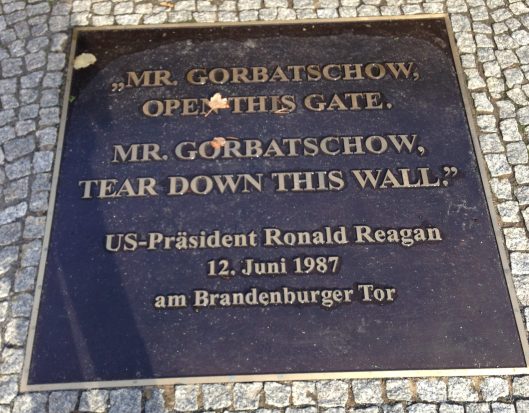 „MR. GORBATSCHOW,
OPEN THIS GATE.
MR. GORBATSCHOW,
TEAR DOWN THIS WALL.”
US-Präsident Ronald Reagan
12. Juni 1987
am Brandenburger Tor